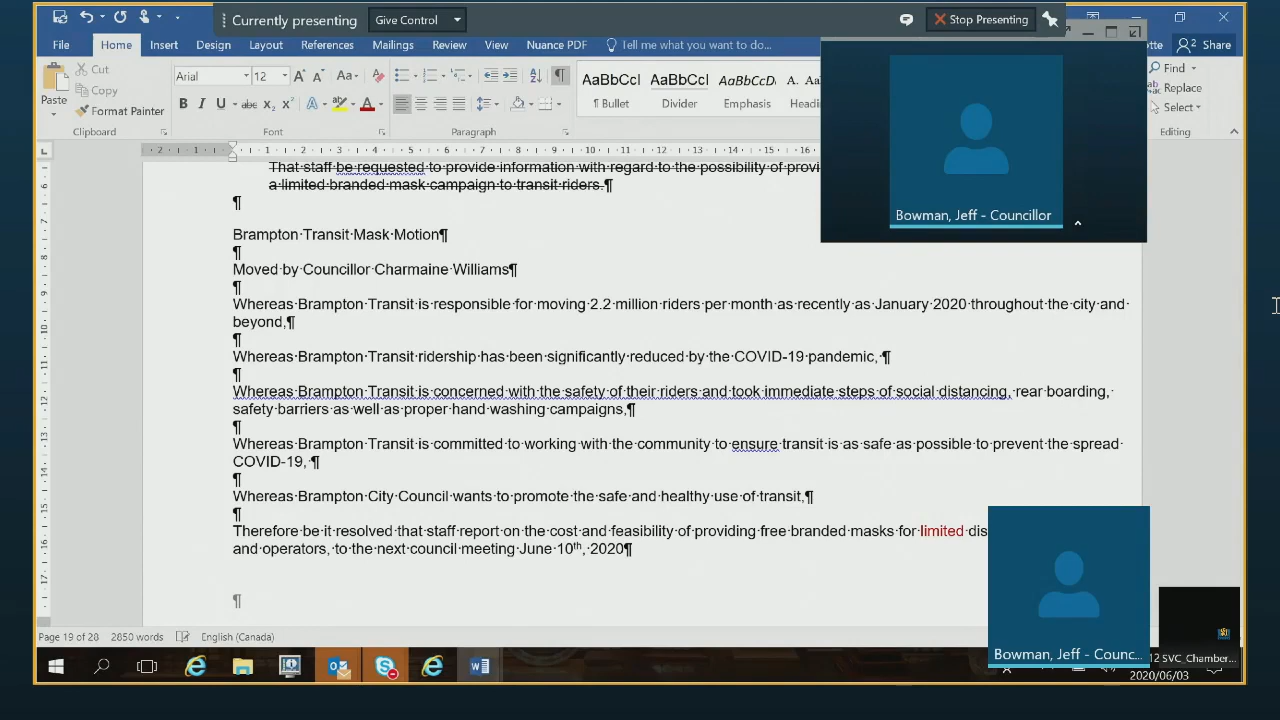 Currently presenting Give Control Stop Presenting
File Home Insert Design Layout References Mailings Review View Nuance PDF Tell me what you want to do... Share
Paste Cut Copy Format Painter
Arial 12
AaBbCcI AaBbCcI AaBbCcD
¶ Bullet Divider Emphasis
Find
Replace
Select
Clipboard Font Paragraph Editing
Bowman, Jeff - Councillor
That staff be requested to provide information with regard to the possibility of
a limited branded mask campaign to transit riders.¶
¶
Brampton Transit Mask Motion¶
¶
Moved by Councillor Charmaine Williams¶
¶
Whereas Brampton Transit is responsible for moving 2.2 million riders per month as recently as January 2020 throughout the city and
beyond,¶
¶
Whereas Brampton Transit ridership has been significantly reduced by the COVID-19 pandemic, ¶
¶
Whereas Brampton Transit is concerned with the safety of their riders and took immediate steps of social distancing, rear boarding,
safety barriers as well as proper hand washing campaigns,¶
¶
Whereas Brampton Transit is committed to working with the community to ensure transit is as safe as possible to prevent the spread
COVID-19, ¶
¶
Whereas Brampton City Council wants to promote the safe and healthy use of transit,¶
¶
Therefore be it resolved that staff report on the cost and feasibility of providing free branded masks for limited
and operators, to the next council meeting June 10th, 2020¶
¶
Bowman, Jeff - Counc...
Page 19 of 28 2850 words English (Canada)
12 SVC_Chamber...
2020/06/03